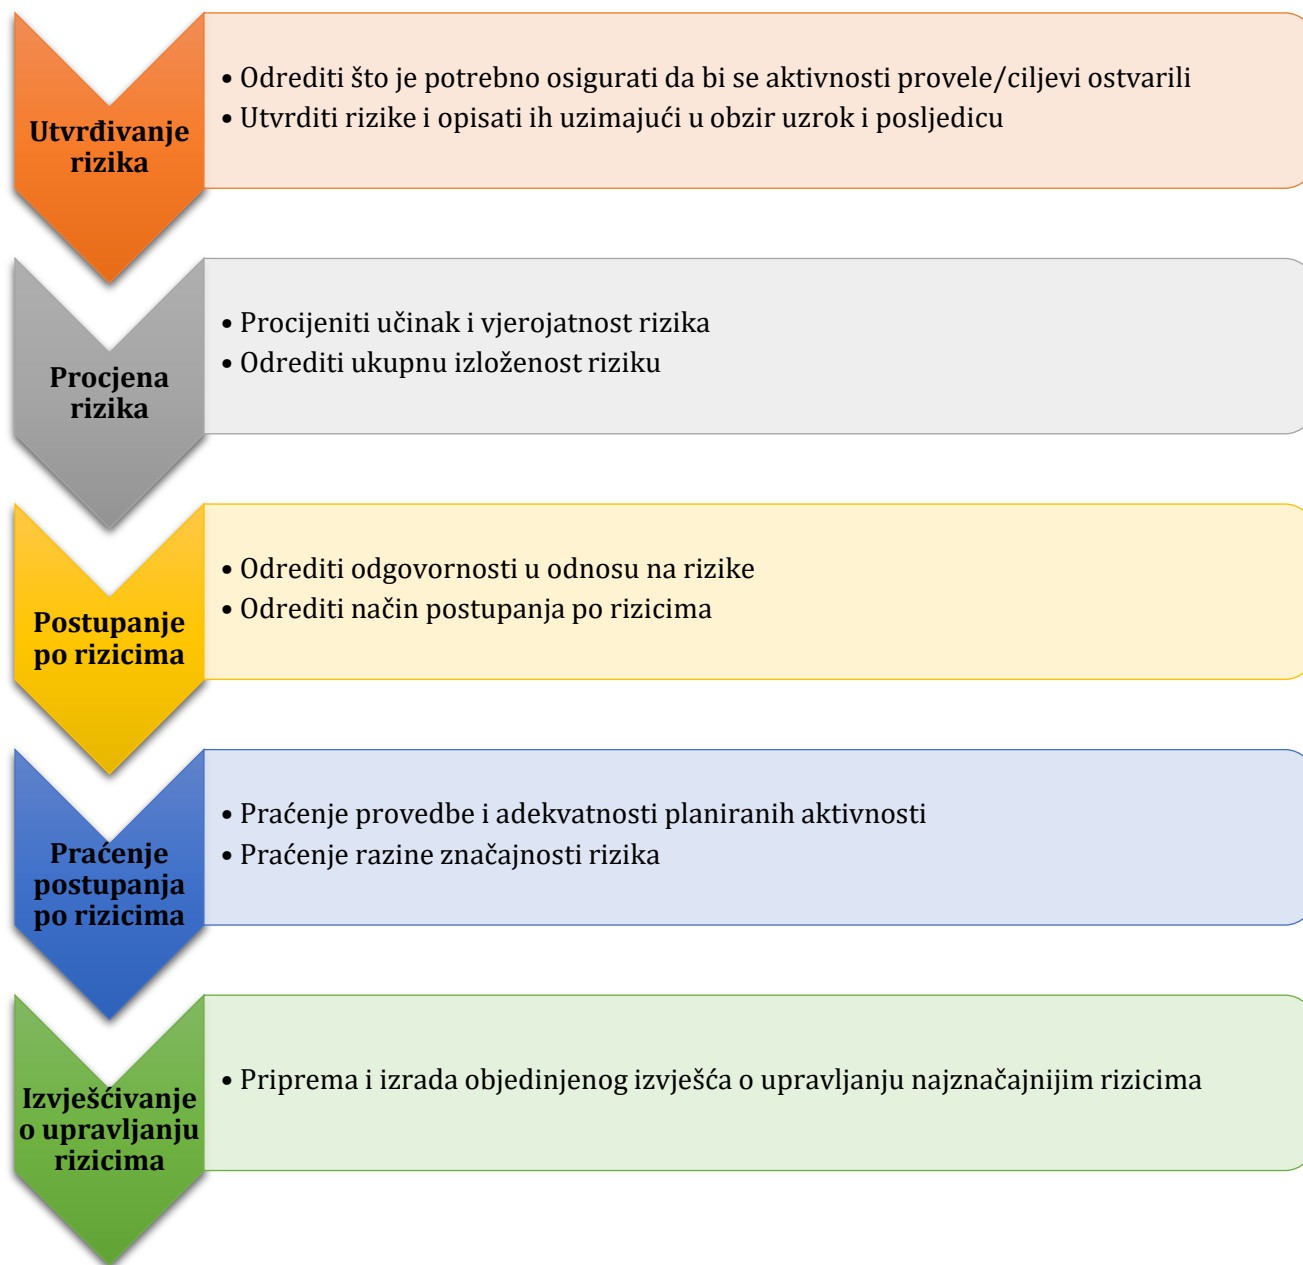 Utvrđivanje
rizika
• Odrediti što je potrebno osigurati da bi se aktivnosti provele/ciljevi ostvarili
• Utvrditi rizike i opisati ih uzimajući u obzir uzrok i posljedicu
Procjena
rizika
• Procijeniti učinak i vjerojatnost rizika
• Odrediti ukupnu izloženost riziku
Postupanje
po rizicima
• Odrediti odgovornosti u odnosu na rizike
• Odrediti način postupanja po rizicima
Praćenje
postupanja
po rizicima
• Praćenje provedbe i adekvatnosti planiranih aktivnosti
• Praćenje razine značajnosti rizika
Izvješćivanje
o upravljanju
rizicima
• Priprema i izrada objedinjenog izvješća o upravljanju najznačajnijim rizicima